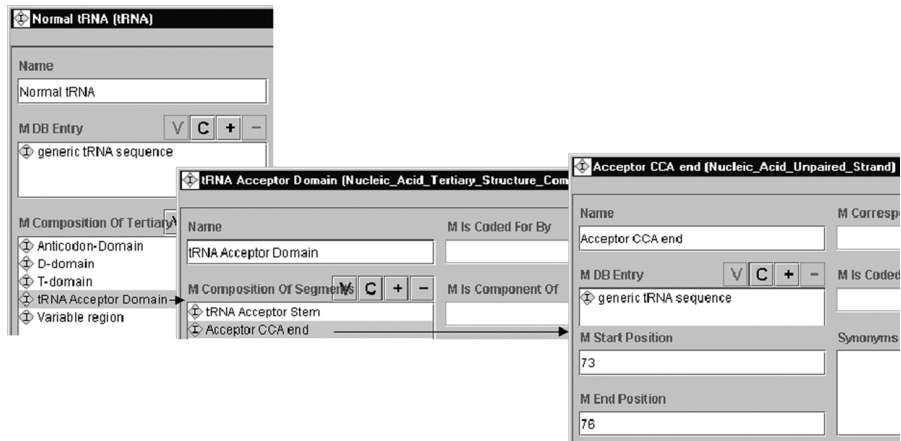 Normal tRNA (tRNA)
Name
Normal tRNA
M DB Entry V C + −
generic tRNA sequence
M Composition Of Tertiary
Anticodon-Domain
D-domain
T-domain
tRNA Acceptor Domain
Variable region
tRNA Acceptor Domain (Nucleic_Acid_Tertiary_Structure_Com
Name
tRNA Acceptor Domain
M Composition Of Segments V C + −
tRNA Acceptor Stem
Acceptor CCA end
M Is Coded For By
M Is Component Of
Acceptor CCA end (Nucleic_Acid_Unpaired_Strand)
Name
Acceptor CCA end
M DB Entry V C + −
generic tRNA sequence
M Start Position
73
M End Position
76
M Corresp
M Is Coded
Synonyms